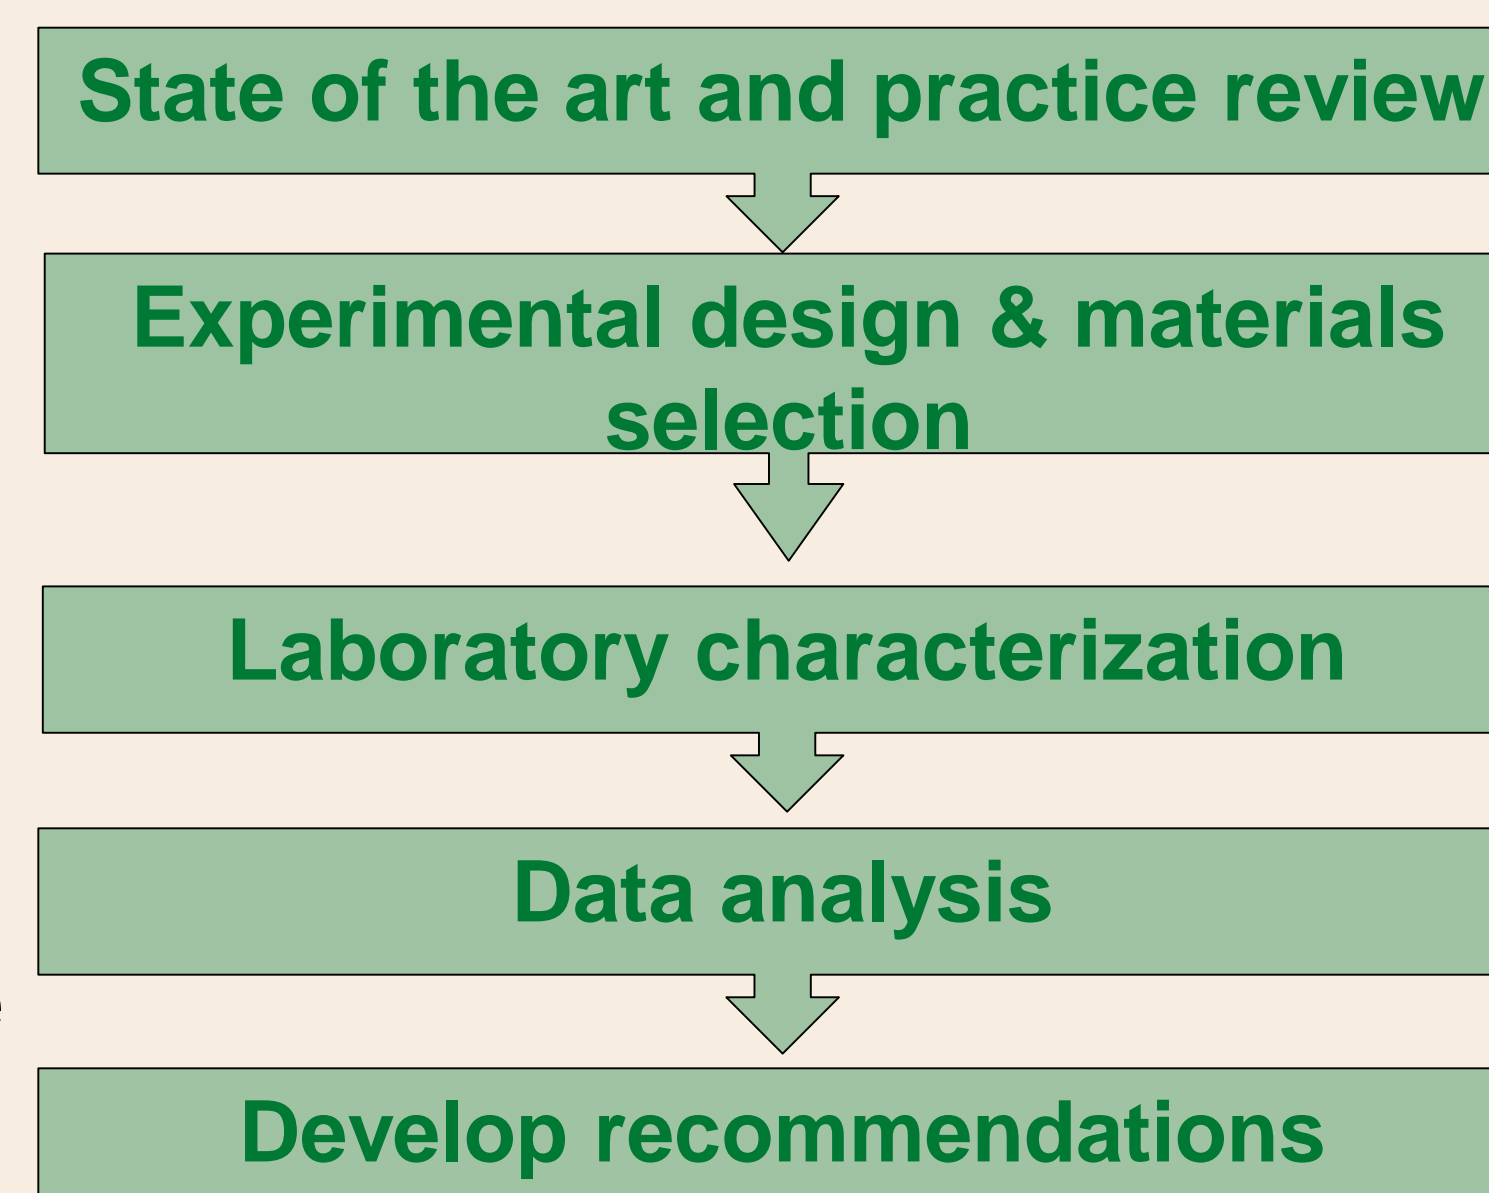 State of the art and practice review
Experimental design & materials
selection
Laboratory characterization
Data analysis
Develop recommendations